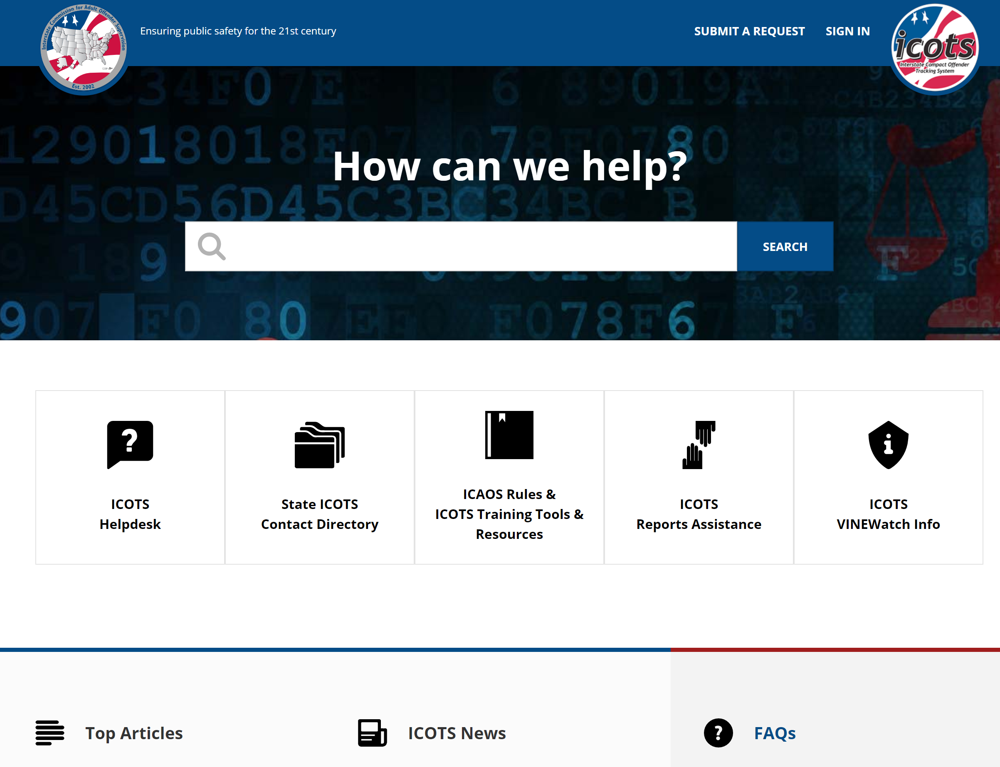 Interstate Commission for Adult Offender Supervision
Est. 2002
Ensuring public safety for the 21st century
SUBMIT A REQUEST
SIGN IN
icots
Interstate Compact Offender
Tracking System
How can we help?
SEARCH
ICOTS
Helpdesk
State ICOTS
Contact Directory
ICAOS Rules &
ICOTS Training Tools &
Resources
ICOTS
Reports Assistance
ICOTS
VINEWatch Info
Top Articles
ICOTS News
FAQs